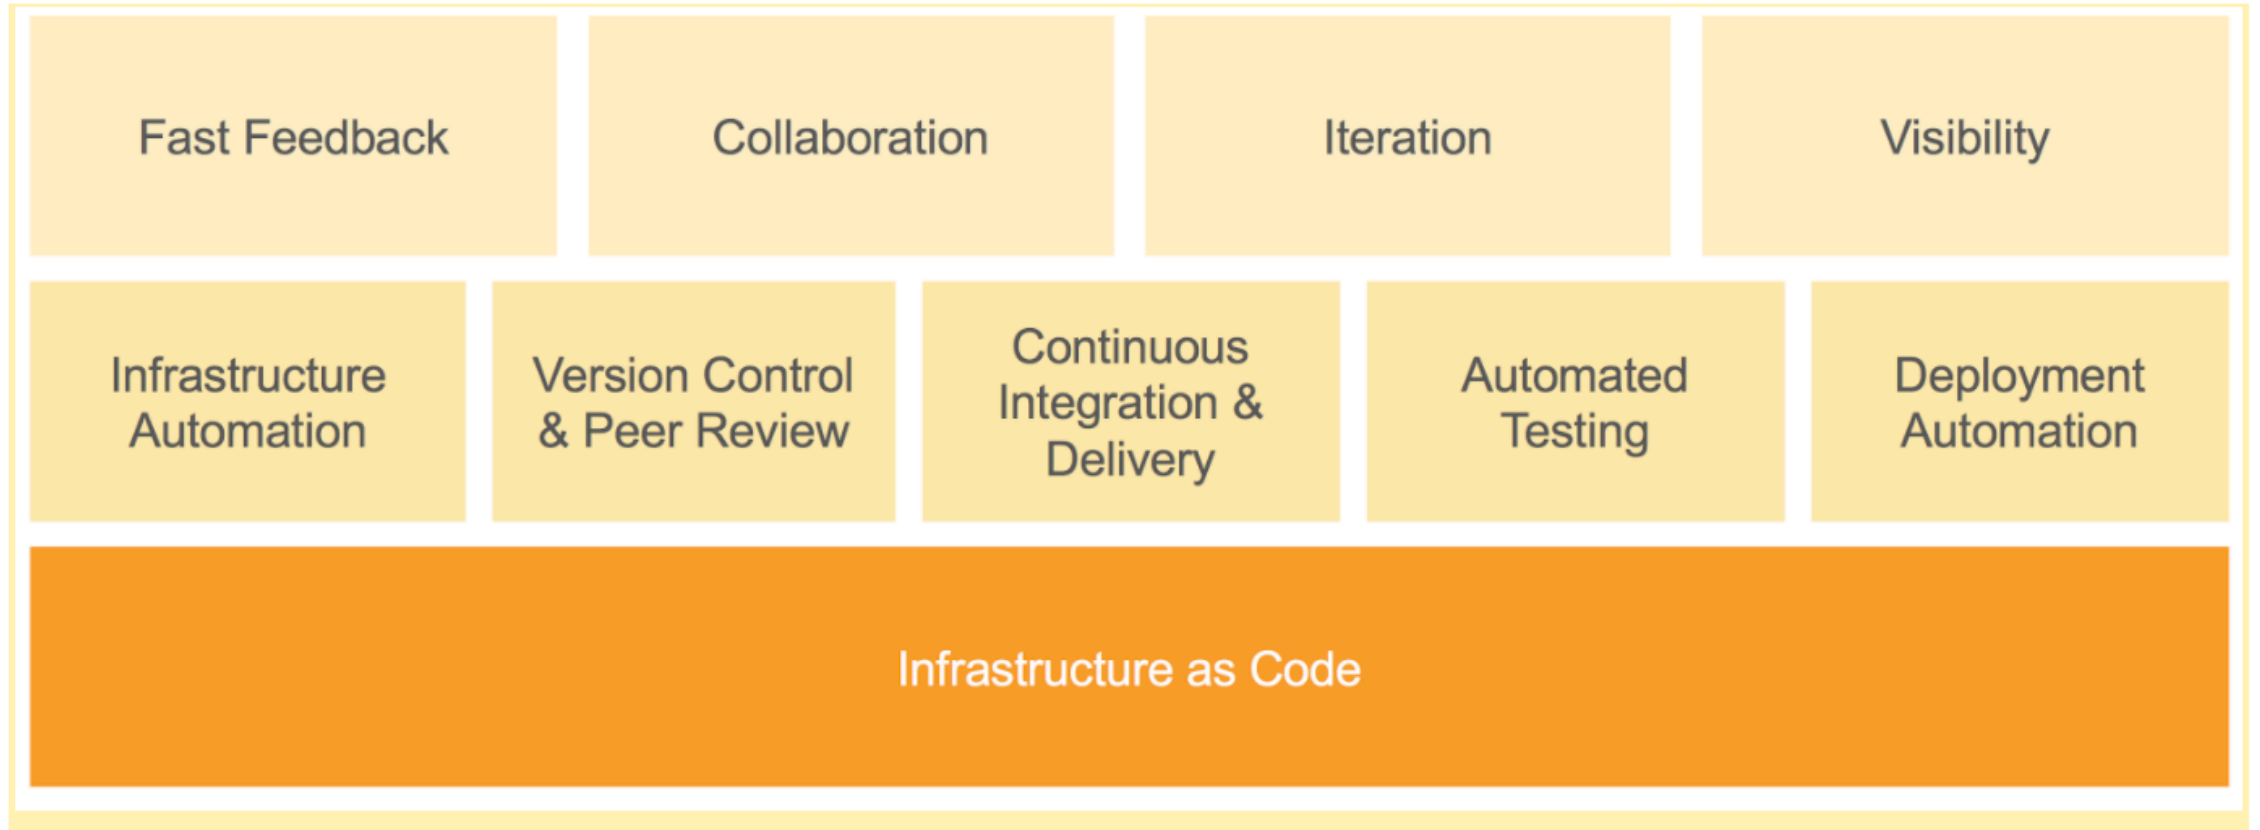 Fast Feedback
Collaboration
Iteration
Visibility
Infrastructure
Automation
Version Control
& Peer Review
Continuous
Integration &
Delivery
Automated
Testing
Deployment
Automation
Infrastructure as Code